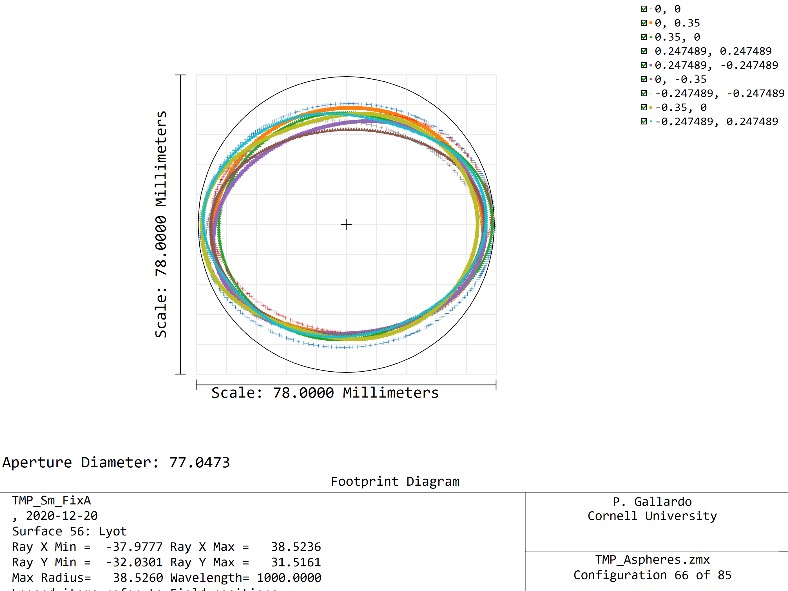 0, 0
0, 0.35
0.35, 0
0.247489, 0.247489
0.247489, -0.247489
0, -0.35
-0.247489, -0.247489
-0.35, 0
-0.247489, 0.247489
Scale: 78.0000 Millimeters
Scale: 78.0000 Millimeters
Aperture Diameter: 77.0473
Footprint Diagram
TMP_Sm_FixA
, 2020-12-20
Surface 56: Lyot
Ray X Min = -37.9777 Ray X Max = 38.5236
Ray Y Min = -32.0301 Ray Y Max = 31.5161
Max Radius= 38.5260 Wavelength= 1000.0000
P. Gallardo
Cornell University
TMP_Aspheres.zmx
Configuration 66 of 85